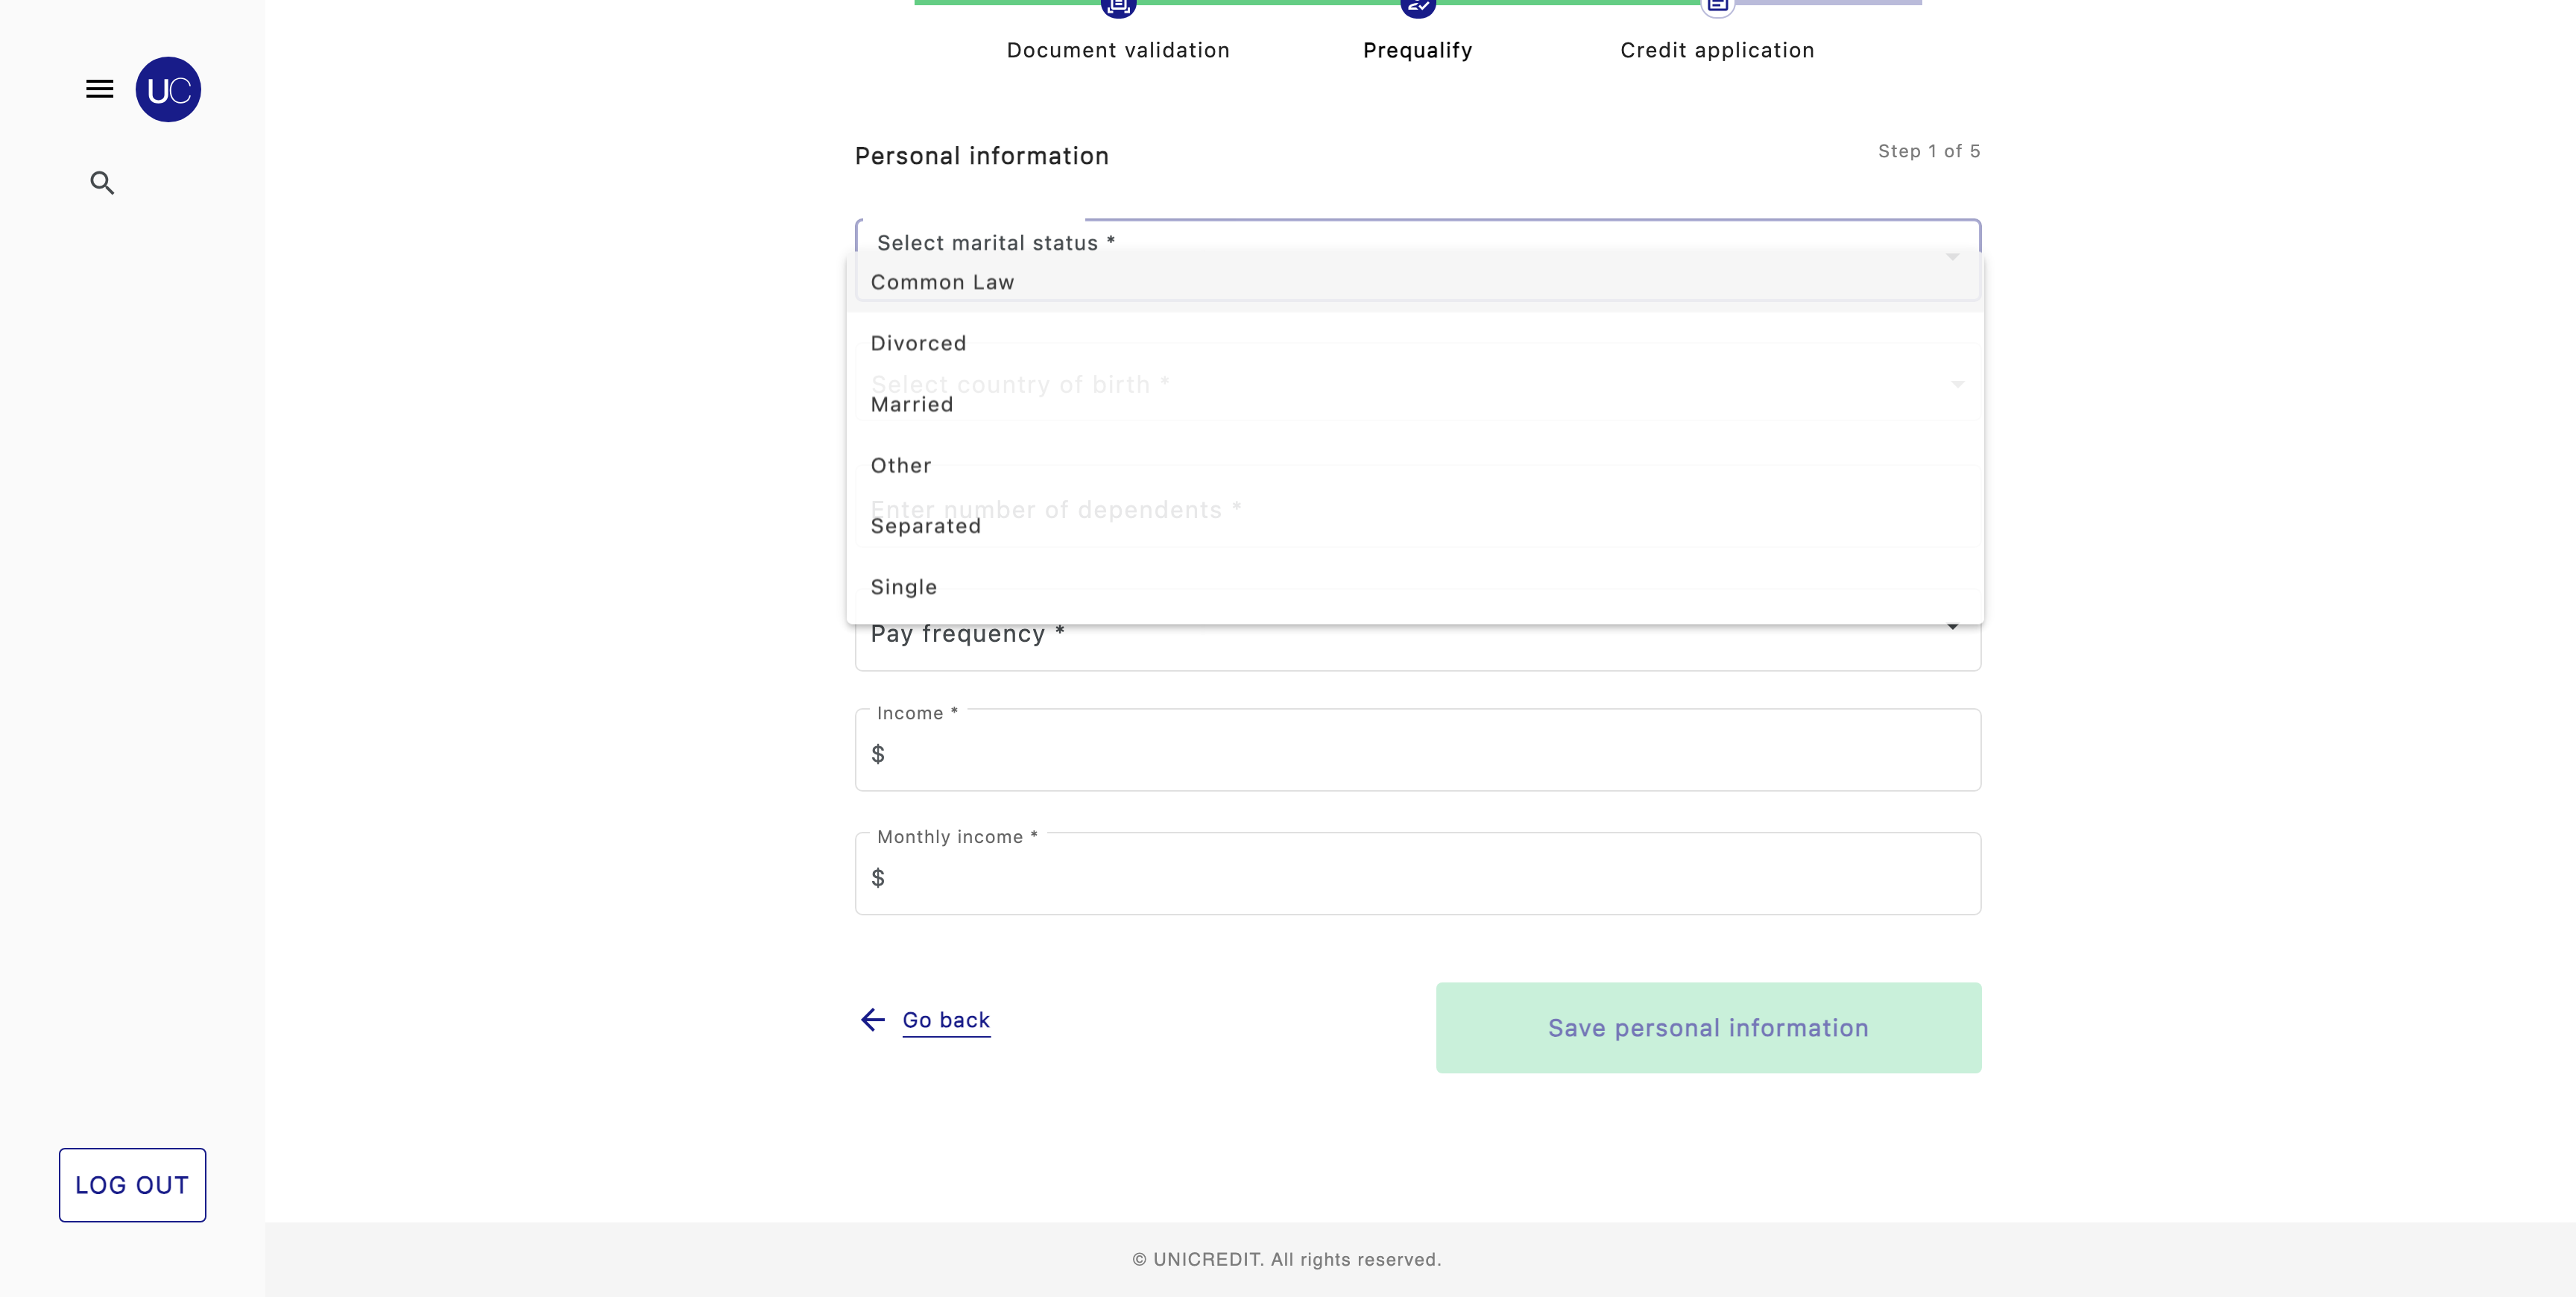 UC
Document validation
Prequalify
Credit application
Personal information
Step 1 of 5
Select marital status *
Common Law
Divorced
Select country of birth *
Married
Other
Enter number of dependents *
Separated
Single
Pay frequency *
Income *
$
Monthly income *
$
Go back
Save personal information
LOG OUT
© UNICREDIT. All rights reserved.